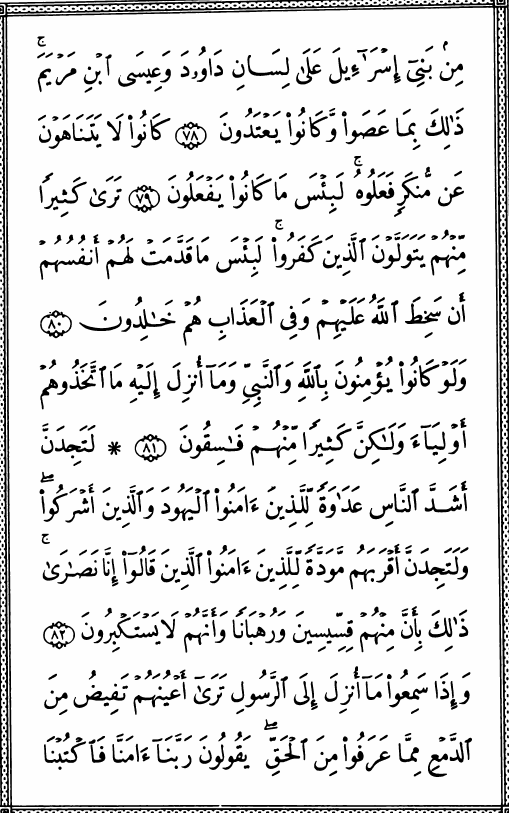 مِنۢ بَنِيٓ إِسۡرَٰٓءِيلَ عَلَىٰ لِسَانِ دَاوُۥدَ وَعِيسَى ٱبۡنِ مَرۡيَمَۚ
ذَٰلِكَ بِمَا عَصَواْ وَّكَانُواْ يَعۡتَدُونَ ٧٨ كَانُواْ لَا يَتَنَاهَوۡنَ
عَن مُّنكَرٖ فَعَلُوهُۚ لَبِئۡسَ مَا كَانُواْ يَفۡعَلُونَ ٧٩ تَرَىٰ كَثِيرٗا
مِّنۡهُمۡ يَتَوَلَّوۡنَ ٱلَّذِينَ كَفَرُواْۚ لَبِئۡسَ مَا قَدَّمَتۡ لَهُمۡ أَنفُسُهُمۡ
أَن سَخِطَ ٱللَّهُ عَلَيۡهِمۡ وَفِي ٱلۡعَذَابِ هُمۡ خَٰلِدُونَ ٨٠
وَلَوۡ كَانُواْ يُؤۡمِنُونَ بِٱللَّهِ وَٱلنَّبِيِّ وَمَآ أُنزِلَ إِلَيۡهِ مَا ٱتَّخَذُوهُمۡ
أَوۡلِيَآءَ وَلَٰكِنَّ كَثِيرٗا مِّنۡهُمۡ فَٰسِقُونَ ٨١ * لَتَجِدَنَّ
أَشَدَّ ٱلنَّاسِ عَدَٰوَةٗ لِّلَّذِينَ ءَامَنُواْ ٱلۡيَهُودَ وَٱلَّذِينَ أَشۡرَكُواْۖ
وَلَتَجِدَنَّ أَقۡرَبَهُم مَّوَدَّةٗ لِّلَّذِينَ ءَامَنُواْ ٱلَّذِينَ قَالُوٓاْ إِنَّا نَصَٰرَىٰۚ
ذَٰلِكَ بِأَنَّ مِنۡهُمۡ قِسِّيسِينَ وَرُهۡبَانٗا وَأَنَّهُمۡ لَا يَسۡتَكۡبِرُونَ ٨٢
وَإِذَا سَمِعُواْ مَآ أُنزِلَ إِلَى ٱلرَّسُولِ تَرَىٰٓ أَعۡيُنَهُمۡ تَفِيضُ مِنَ
ٱلدَّمۡعِ مِمَّا عَرَفُواْ مِنَ ٱلۡحَقِّۖ يَقُولُونَ رَبَّنَآ ءَامَنَّا فَٱكۡتُبۡنَا